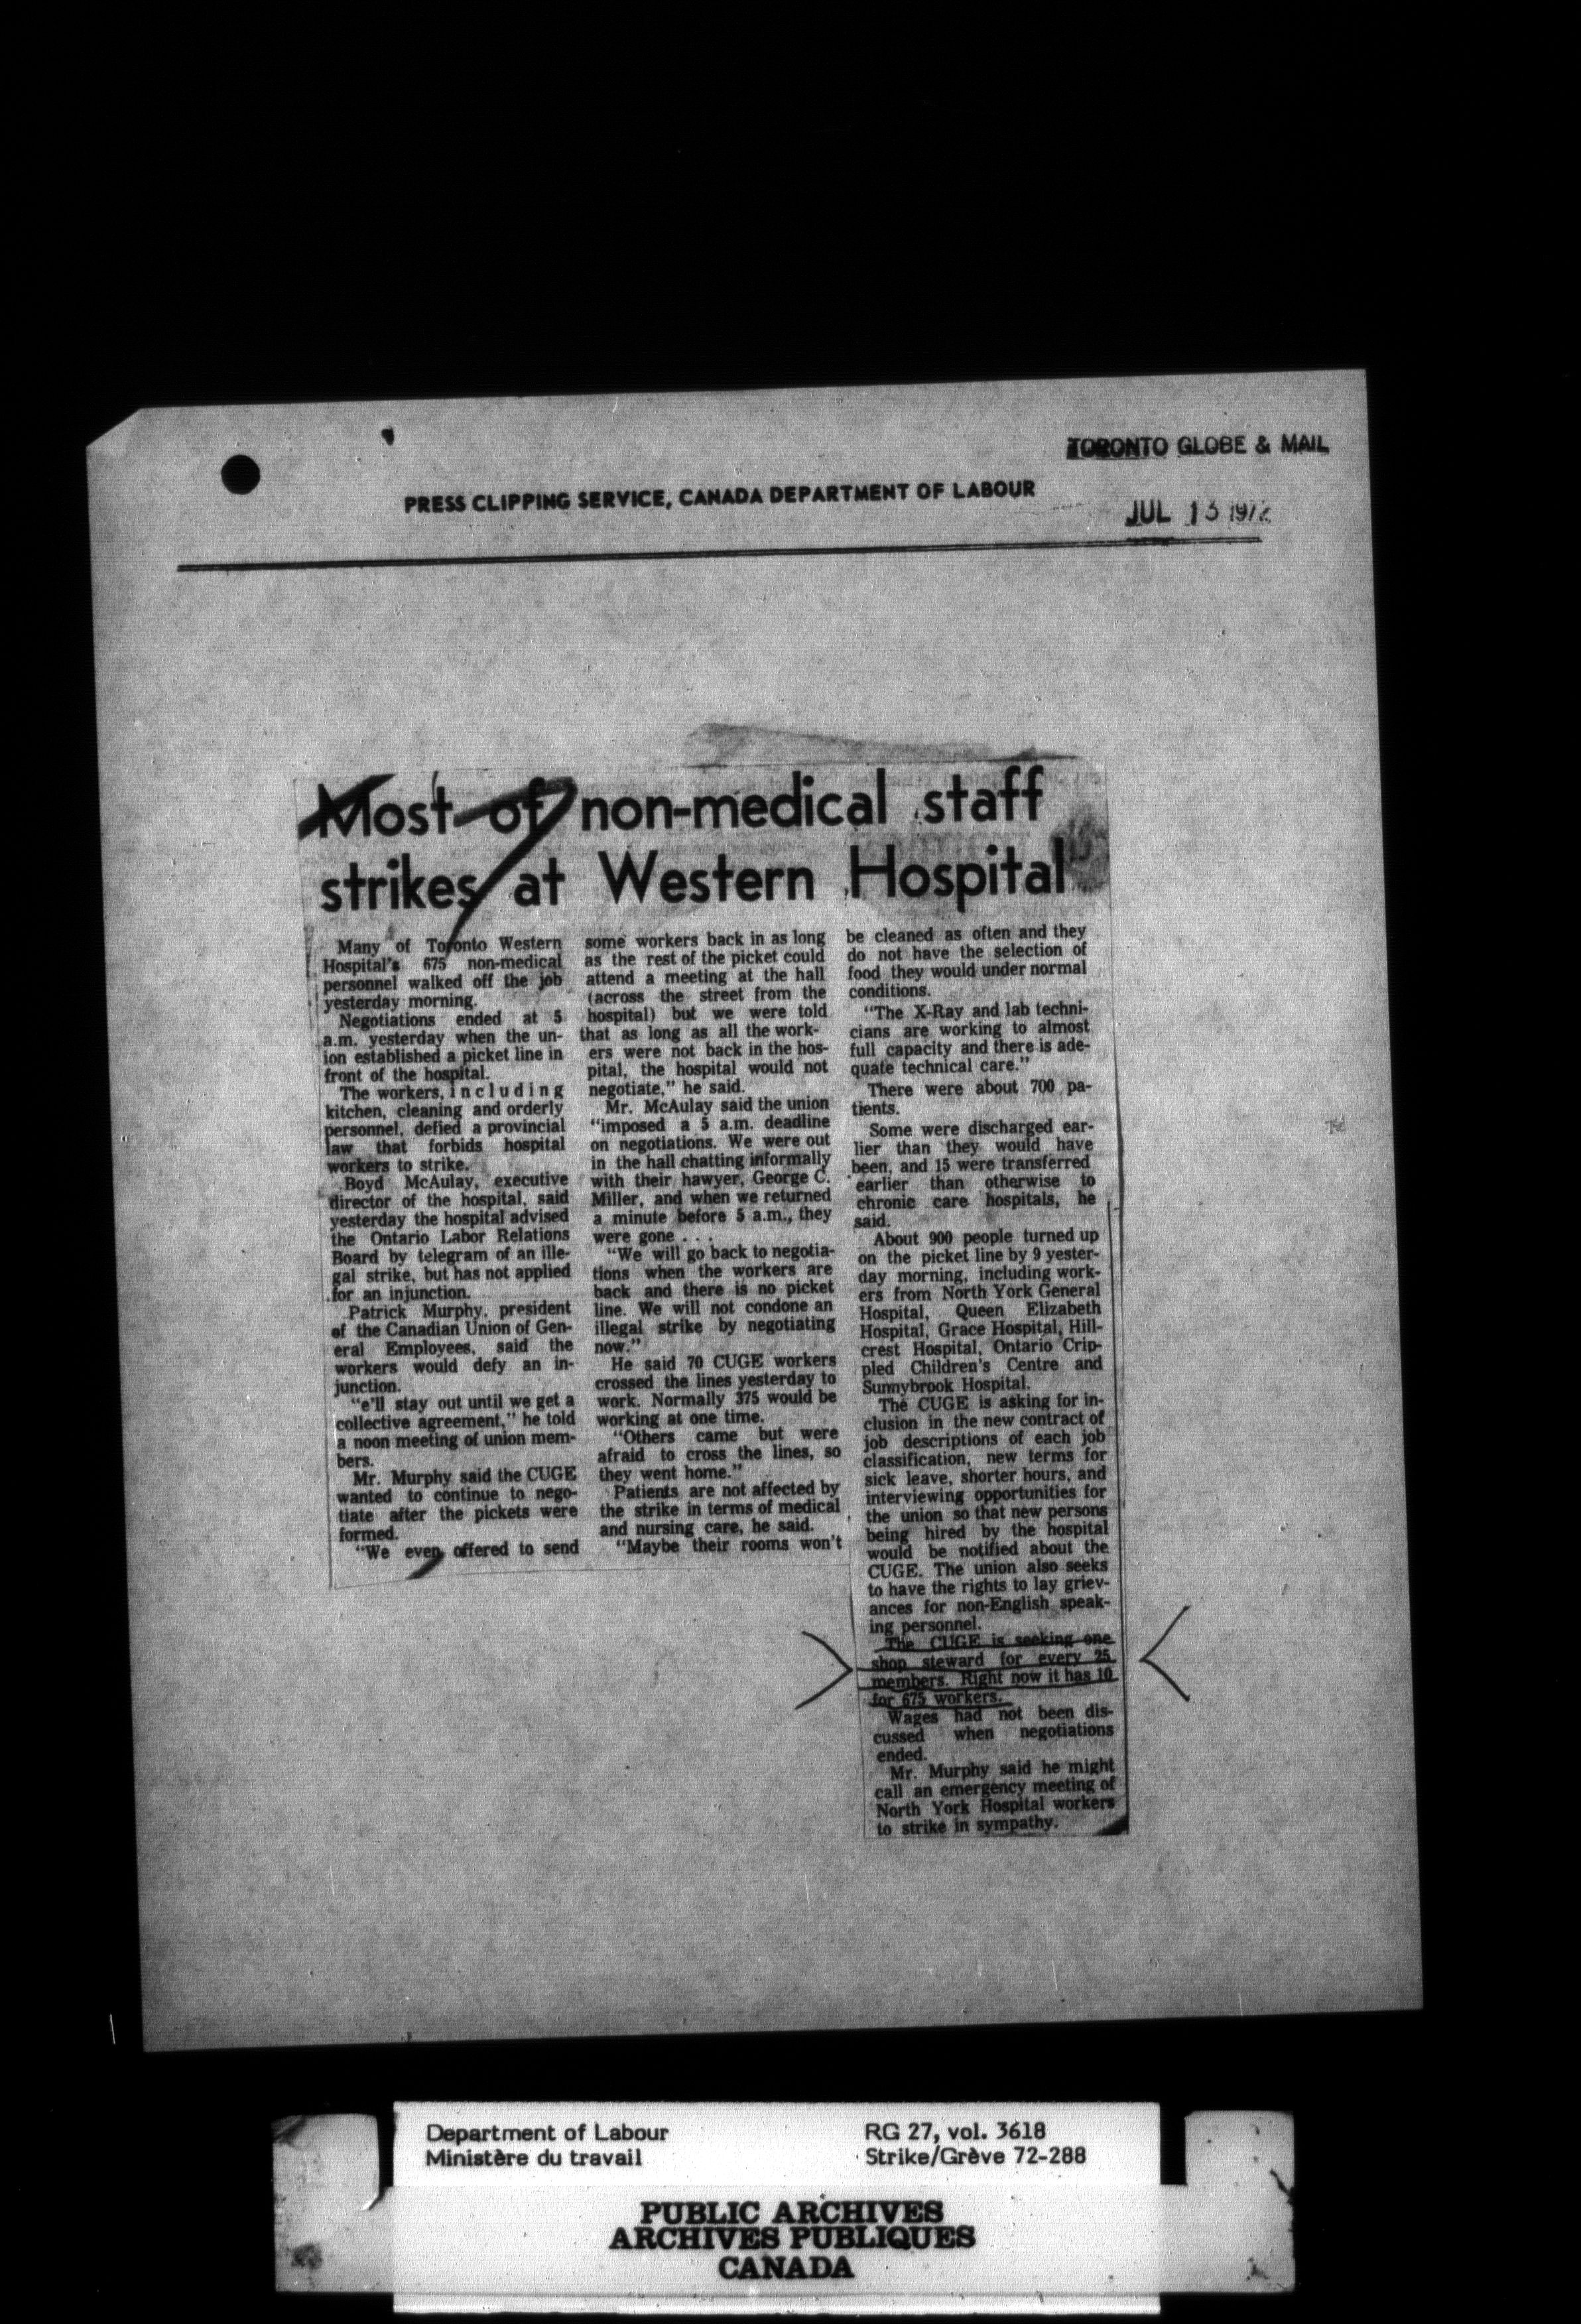 TORONTO GLOBE & MAIL
PRESS CLIPPING SERVICE, CANADA DEPARTMENT OF LABOUR
JUL 13 1972
Most of non-medical staff
strikes at Western Hospital
Many of Toronto Western
Hospital's 675 non-medical
personnel walked off the job
yesterday morning.
Negotiations ended at 5
a.m. yesterday when the un-
ion established a picket line in
front of the hospital.
The workers, including
kitchen, cleaning and orderly
personnel, defied a provincial
law that forbids hospital
workers to strike.
Boyd McAulay, executive
director of the hospital, said
yesterday the hospital advised
the Ontario Labor Relations
Board by telegram of an ille-
gal strike, but has not applied
for an injunction.
Patrick Murphy, president
of the Canadian Union of Gen-
eral Employees, said the
workers would defy an in-
junction.
"e'll stay out until we get a
collective agreement," he told
a noon meeting of union mem-
bers.
Mr. Murphy said the CUGE
wanted to continue to nego-
tiate after the pickets were
formed.
"We even offered to send
some workers back in as long
as the rest of the picket could
attend a meeting at the hall
(across the street from the
hospital) but we were told
that as long as all the work-
ers were not back in the hos-
pital, the hospital would not
negotiate," he said.
Mr. McAulay said the union
"imposed a 5 a.m. deadline
on negotiations. We were out
in the hall chatting informally
with their hawyer, George C.
Miller, and when we returned
a minute before 5 a.m., they
were gone . . .
"We will go back to negotia-
tions when the workers are
back and there is no picket
line. We will not condone an
illegal strike by negotiating
now."
He said 70 CUGE workers
crossed the lines yesterday to
work. Normally 375 would be
working at one time.
"Others came but were
afraid to cross the lines, so
they went home."
Patients are not affected by
the strike in terms of medical
and nursing care, he said.
"Maybe their rooms won't
be cleaned as often and they
do not have the selection of
food they would under normal
conditions.
"The X-Ray and lab techni-
cians are working to almost
full capacity and there is ade-
quate technical care."
There were about 700 pa-
tients.
Some were discharged ear-
lier than they would have
been, and 15 were transferred
earlier than otherwise to
chronic care hospitals, he
said.
About 900 people turned up
on the picket line by 9 yester-
day morning, including work-
ers from North York General
Hospital, Queen Elizabeth
Hospital, Grace Hospital, Hill-
crest Hospital, Ontario Crip-
pled Children's Centre and
Sunnybrook Hospital.
The CUGE is asking for in-
clusion in the new contract of
job descriptions of each job
classification, new terms for
sick leave, shorter hours, and
interviewing opportunities for
the union so that new persons
being hired by the hospital
would be notified about the
CUGE. The union also seeks
to have the rights to lay griev-
ances for non-English speak-
ing personnel.
The CUGE is seeking one
shop steward for every 25
members. Right now it has 10
for 675 workers.
Wages had not been dis-
cussed when negotiations
ended.
Mr. Murphy said he might
call an emergency meeting of
North York Hospital workers
to strike in sympathy.
Department of Labour
Ministère du travail
RG 27, vol. 3618
Strike/Grève 72-288
PUBLIC ARCHIVES
ARCHIVES PUBLIQUES
CANADA